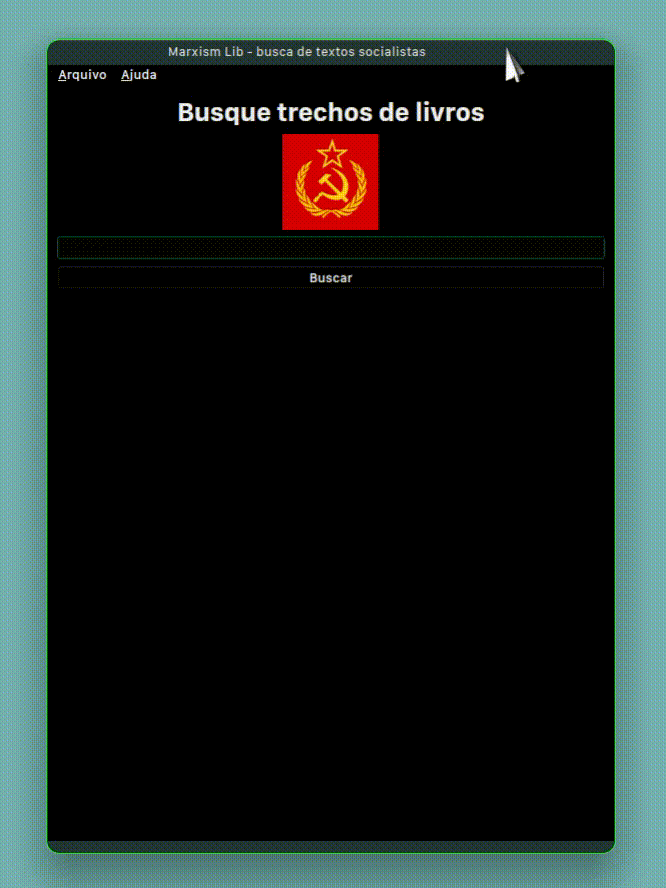 Marxism Lib - busca de textos socialistas
Arquivo Ajuda
Busque trechos de livros
Buscar